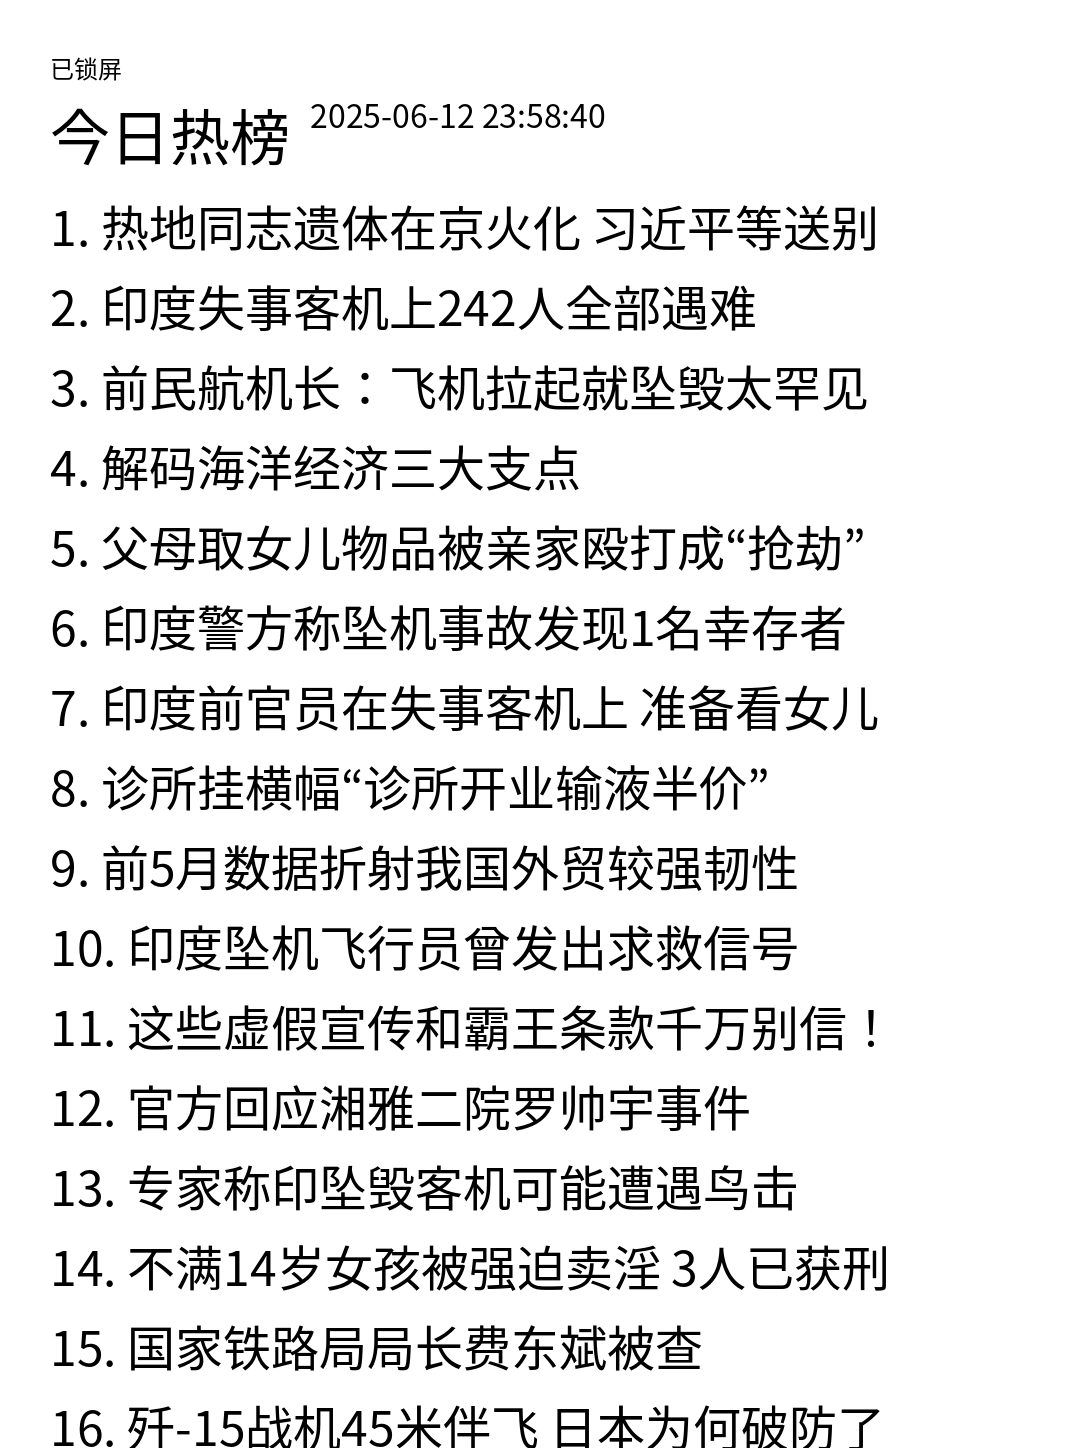 已锁屏
今日热榜 2025-06-12 23:58:40
1. 热地同志遗体在京火化 习近平等送别
2. 印度失事客机上242人全部遇难
3. 前民航机长：飞机拉起就坠毁太罕见
4. 解码海洋经济三大支点
5. 父母取女儿物品被亲家殴打成“抢劫”
6. 印度警方称坠机事故发现1名幸存者
7. 印度前官员在失事客机上 准备看女儿
8. 诊所挂横幅“诊所开业输液半价”
9. 前5月数据折射我国外贸较强韧性
10. 印度坠机飞行员曾发出求救信号
11. 这些虚假宣传和霸王条款千万别信！
12. 官方回应湘雅二院罗帅宇事件
13. 专家称印坠毁客机可能遭遇鸟击
14. 不满14岁女孩被强迫卖淫 3人已获刑
15. 国家铁路局局长费东斌被查
16. 歼-15战机45米伴飞 日本为何破防了